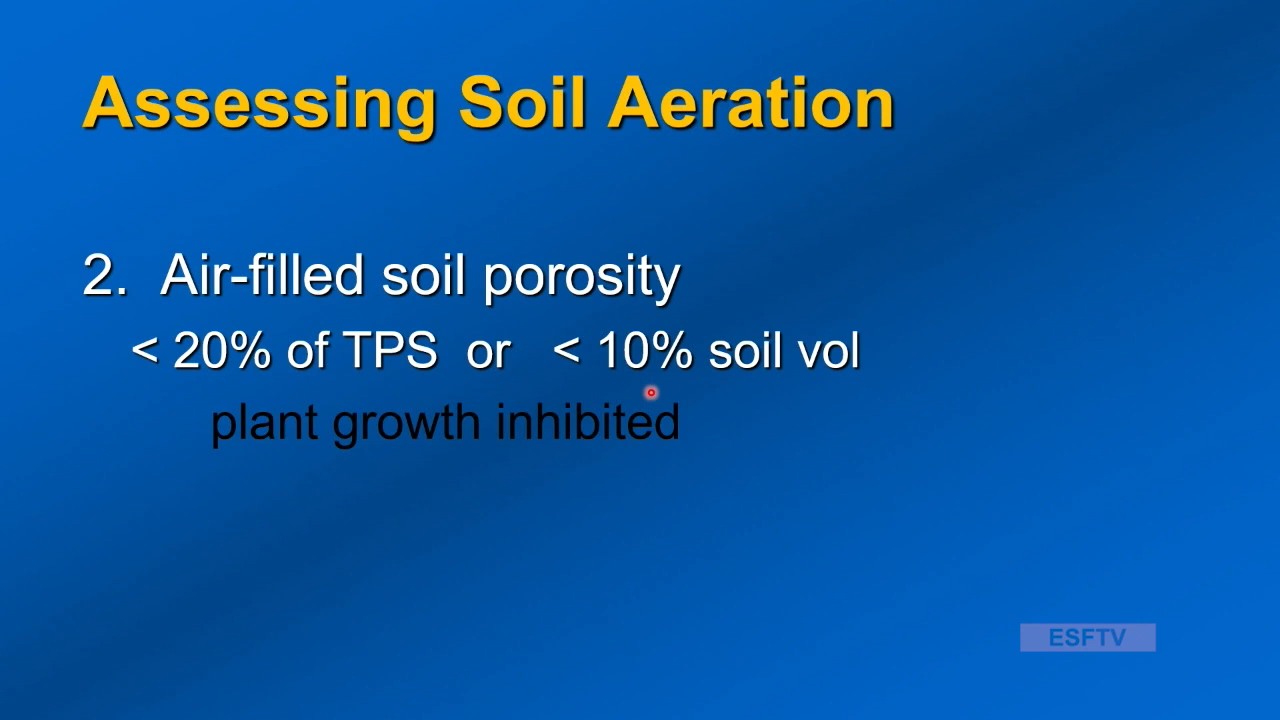 Assessing Soil Aeration
2. Air-filled soil porosity
< 20% of TPS or < 10% soil vol
plant growth inhibited
ESFTV